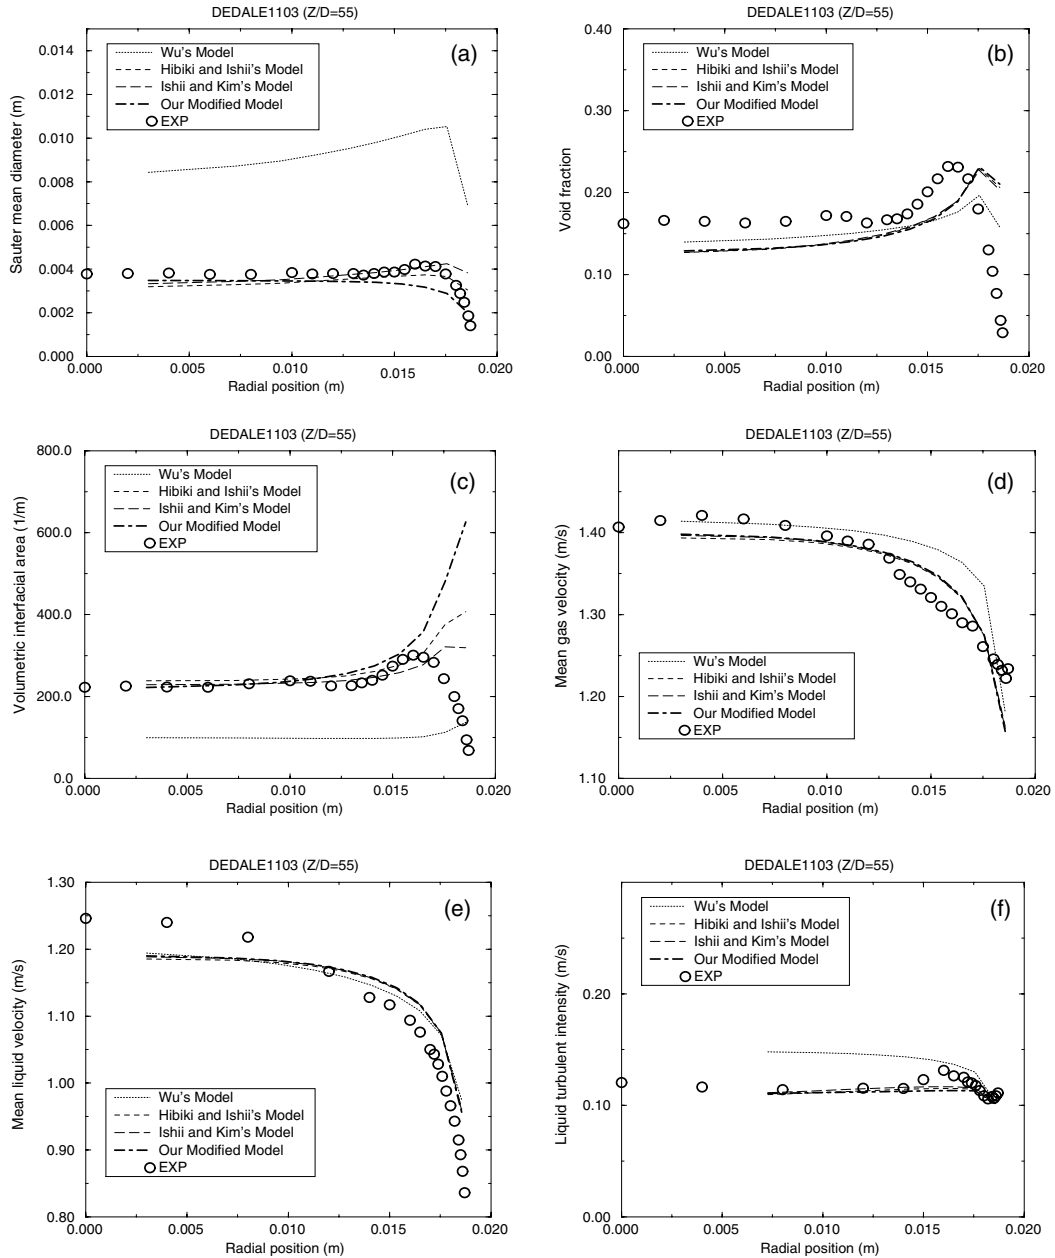 DEDALE1103 (Z/D=55)
(a)
Wu's Model
Hibiki and Ishii's Model
Ishii and Kim's Model
Our Modified Model
EXP
Sauter mean diameter (m)
0.014
0.012
0.010
0.008
0.006
0.004
0.002
0.000
0.000 0.005 0.010 0.015 0.020
Radial position (m)
DEDALE1103 (Z/D=55)
(b)
Wu's Model
Hibiki and Ishii's Model
Ishii and Kim's Model
Our Modified Model
EXP
Void fraction
0.40
0.30
0.20
0.10
0.00
0.000 0.005 0.010 0.015 0.020
Radial position (m)
DEDALE1103 (Z/D=55)
(c)
Wu's Model
Hibiki and Ishii's Model
Ishii and Kim's Model
Our Modified Model
EXP
Volumetric interfacial area (1/m)
800.0
600.0
400.0
200.0
0.0
0.000 0.005 0.010 0.015 0.020
Radial position (m)
DEDALE1103 (Z/D=55)
(d)
Wu's Model
Hibiki and Ishii's Model
Ishii and Kim's Model
Our Modified Model
EXP
Mean gas velocity (m/s)
1.40
1.30
1.20
1.10
0.000 0.005 0.010 0.015 0.020
Radial position (m)
DEDALE1103 (Z/D=55)
(e)
Wu's Model
Hibiki and Ishii's Model
Ishii and Kim's Model
Our Modified Model
EXP
Mean liquid velocity (m/s)
1.30
1.20
1.10
1.00
0.90
0.80
0.000 0.005 0.010 0.015 0.020
Radial position (m)
DEDALE1103 (Z/D=55)
(f)
Wu's Model
Hibiki and Ishii's Model
Ishii and Kim's Model
Our Modified Model
EXP
Liquid turbulent intensity (m/s)
0.20
0.10
0.00
0.000 0.005 0.010 0.015 0.020
Radial position (m)